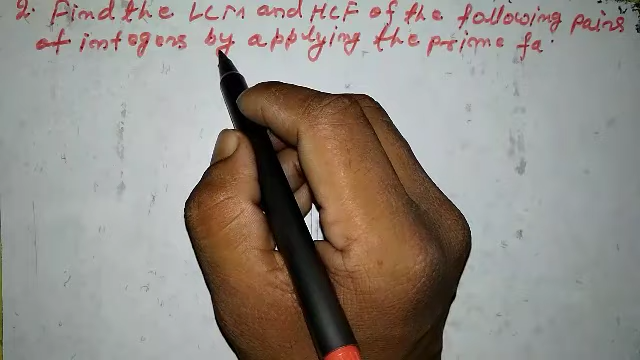 2. Find the LCM and HCF of the following pairs
of integers by applying the prime fa